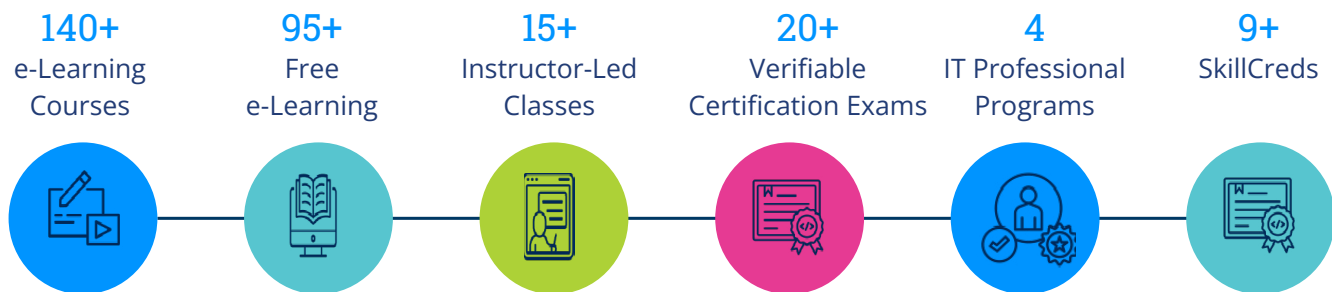 140+
e-Learning
Courses
95+
Free
e-Learning
15+
Instructor-Led
Classes
20+
Verifiable
Certification Exams
4
IT Professional
Programs
9+
SkillCreds